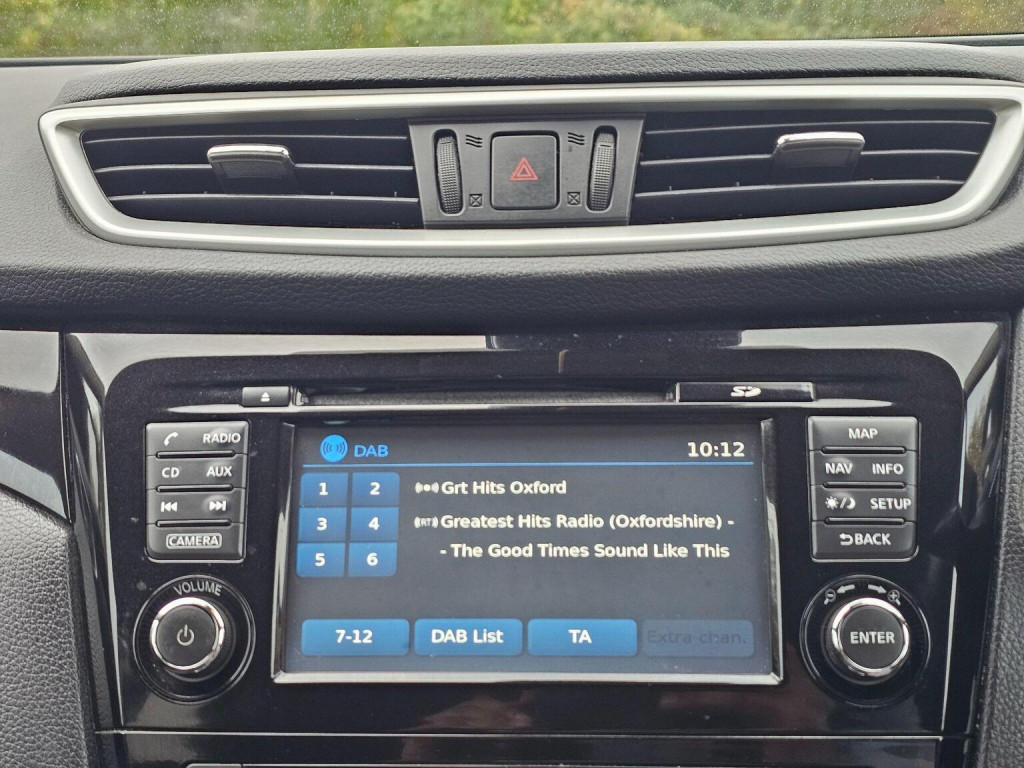 SD
RADIO
CD AUX
CAMERA
VOLUME
DAB 10:12
1 2
3 4
5 6
Grt Hits Oxford
(RT) Greatest Hits Radio (Oxfordshire) -
- The Good Times Sound Like This
7-12 DAB List TA Extra chan.
MAP
NAV INFO
SETUP
BACK
ENTER